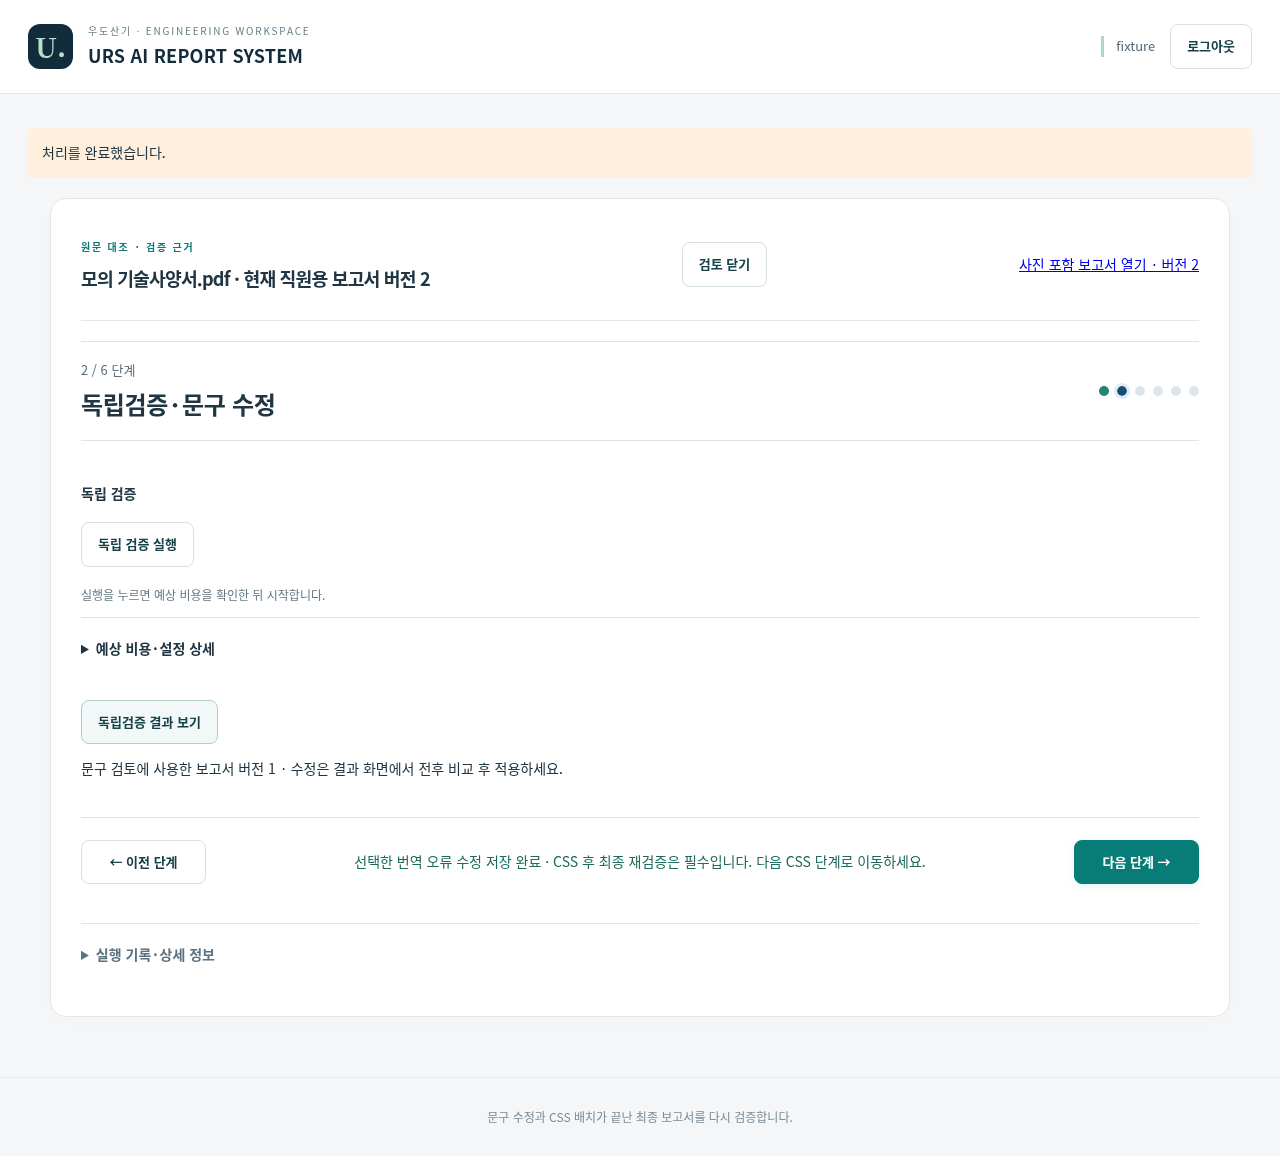 U.
우도산기 · ENGINEERING WORKSPACE
URS AI REPORT SYSTEM
fixture
로그아웃
처리를 완료했습니다.
원문 대조 · 검증 근거
모의 기술사양서.pdf · 현재 직원용 보고서 버전 2
검토 닫기
사진 포함 보고서 열기 · 버전 2
2 / 6 단계
독립검증·문구 수정
독립 검증
독립 검증 실행
실행을 누르면 예상 비용을 확인한 뒤 시작합니다.
▶ 예상 비용·설정 상세
독립검증 결과 보기
문구 검토에 사용한 보고서 버전 1 · 수정은 결과 화면에서 전후 비교 후 적용하세요.
← 이전 단계
선택한 번역 오류 수정 저장 완료 · CSS 후 최종 재검증은 필수입니다. 다음 CSS 단계로 이동하세요.
다음 단계 →
▶ 실행 기록·상세 정보
문구 수정과 CSS 배치가 끝난 최종 보고서를 다시 검증합니다.